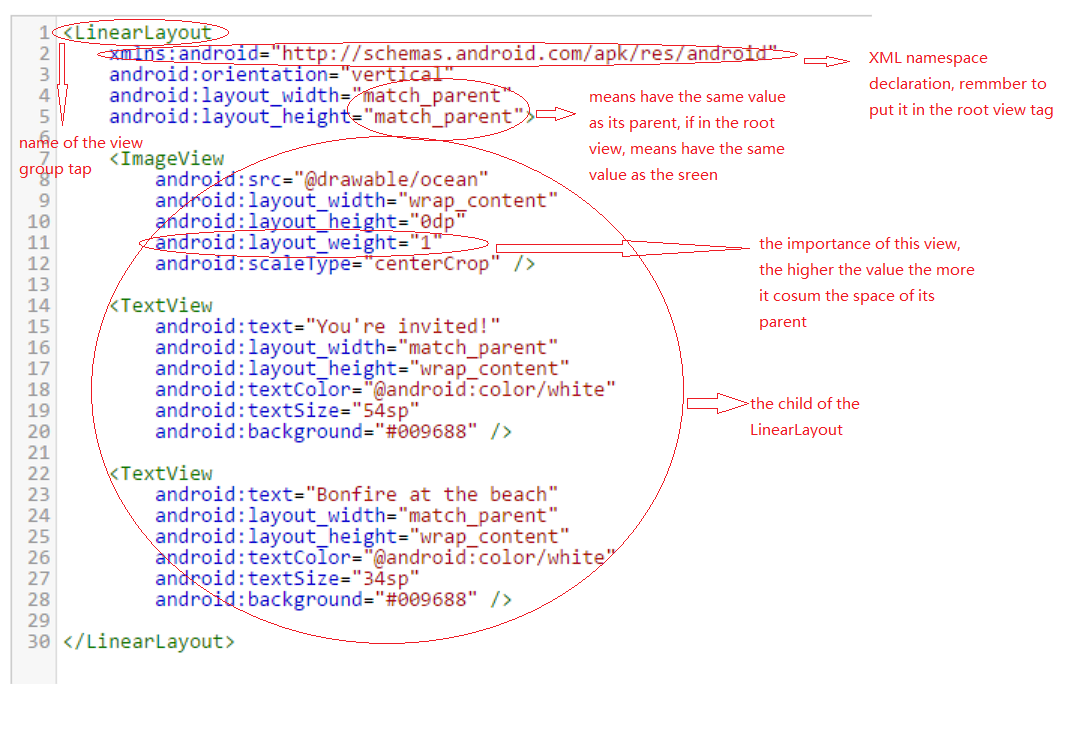 1 <LinearLayout
2 xmlns:android="http://schemas.android.com/apk/res/android"
3 android:orientation="vertical"
4 android:layout_width="match_parent"
5 android:layout_height="match_parent">
6
7 <ImageView
8 android:src="@drawable/ocean"
9 android:layout_width="wrap_content"
10 android:layout_height="0dp"
11 android:layout_weight="1"
12 android:scaleType="centerCrop" />
13
14 <TextView
15 android:text="You're invited!"
16 android:layout_width="match_parent"
17 android:layout_height="wrap_content"
18 android:textColor="@android:color/white"
19 android:textSize="54sp"
20 android:background="#009688" />
21
22 <TextView
23 android:text="Bonfire at the beach"
24 android:layout_width="match_parent"
25 android:layout_height="wrap_content"
26 android:textColor="@android:color/white"
27 android:textSize="34sp"
28 android:background="#009688" />
29
30 </LinearLayout>
name of the view
group tap
XML namespace
declaration, remmber to
put it in the root view tag
means have the same value
as its parent, if in the root
view, means have the same
value as the sreen
the importance of this view,
the higher the value the more
it cosum the space of its
parent
the child of the
LinearLayout